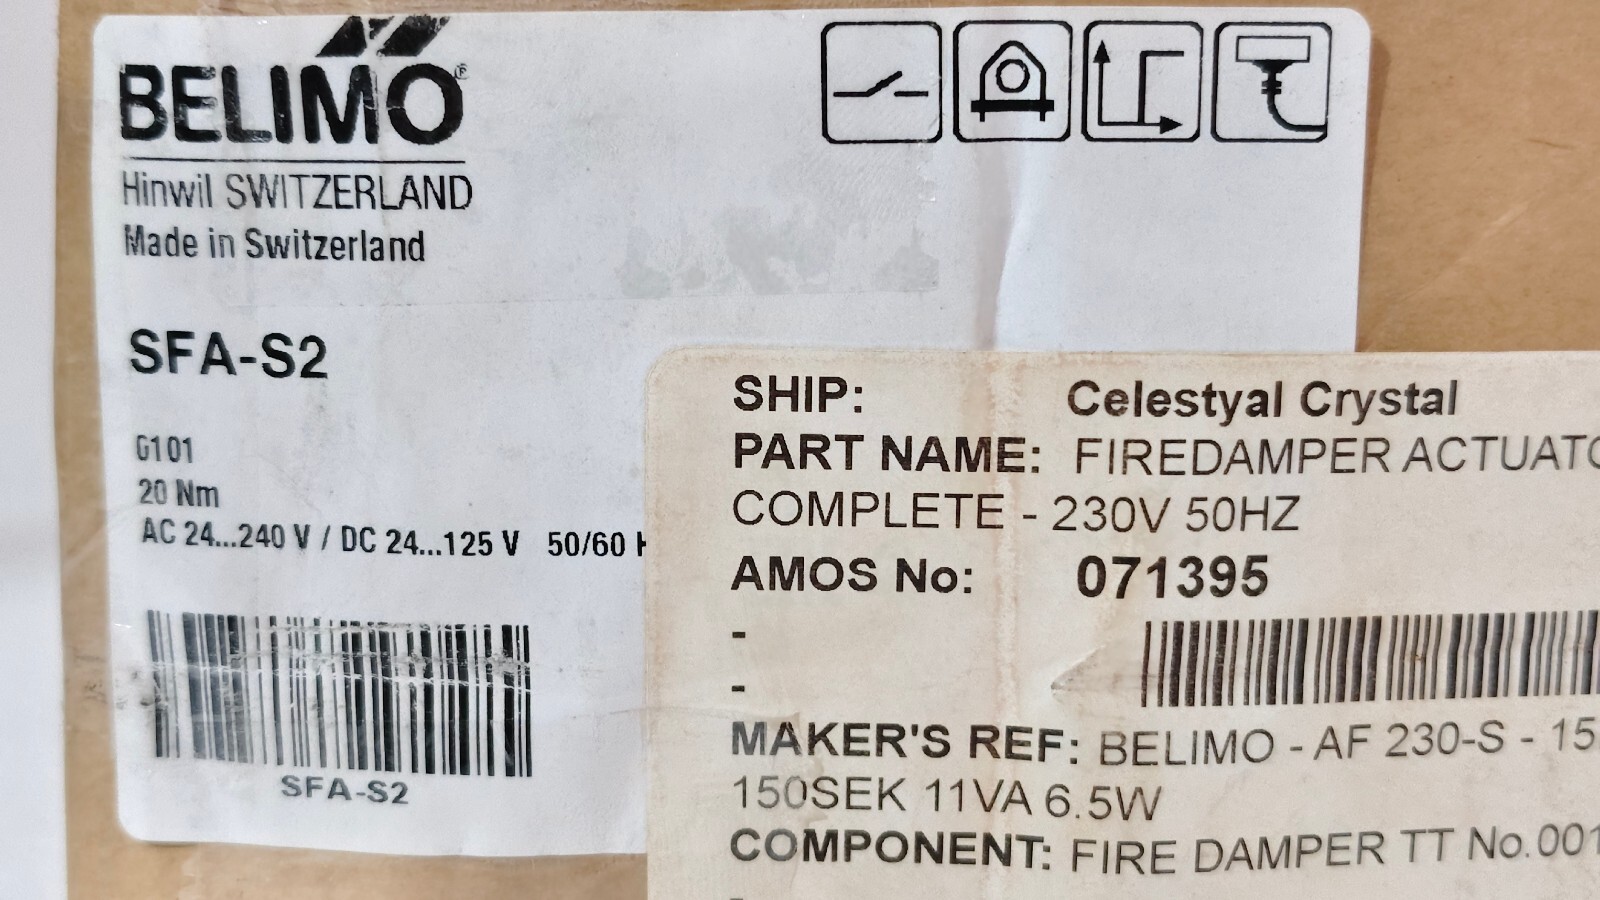 BELIMO®
Hinwil SWITZERLAND
Made in Switzerland
SFA-S2
G101
20 Nm
AC 24...240 V / DC 24...125 V 50/60
SFA-S2
SHIP: Celestyal Crystal
PART NAME: FIREDAMPER ACTUATO
COMPLETE - 230V 50HZ
AMOS No: 071395
-
-
MAKER'S REF: BELIMO - AF 230-S - 15
150SEK 11VA 6.5W
COMPONENT: FIRE DAMPER TT No.001